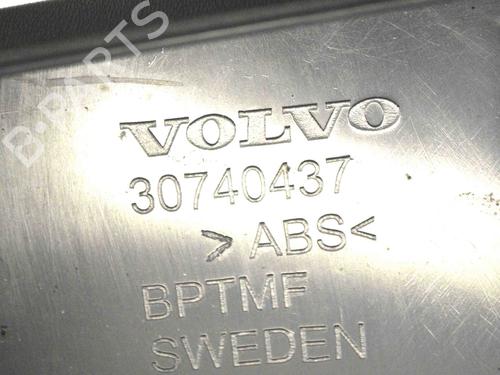 B-PARTS
VOLVO
30740437
>ABS<
BPTMF
SWEDEN